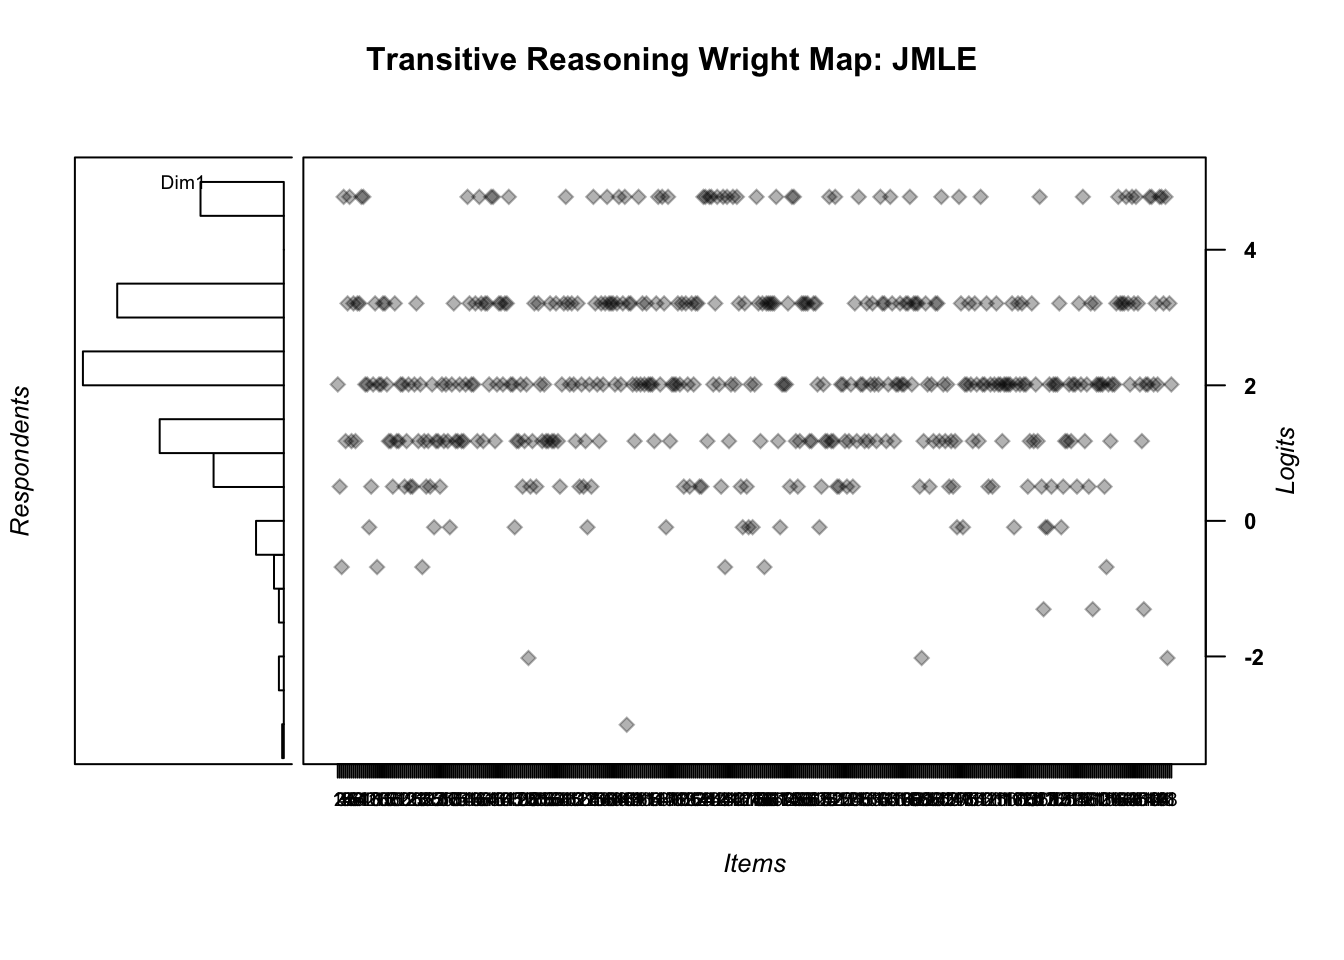 Transitive Reasoning Wright Map: JMLE
Dim1
Respondents
4
2
0
-2
Logits
Items